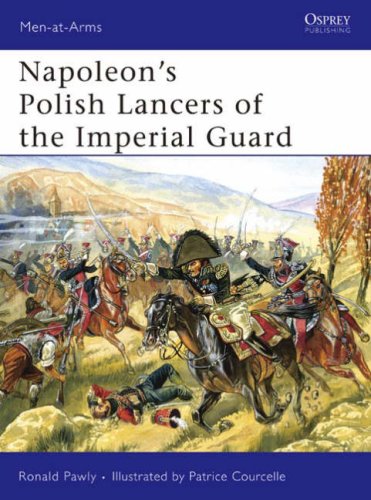 Men-at-Arms
OSPREY
PUBLISHING
Napoleon's
Polish Lancers of
the Imperial Guard
Ronald Pawly • Illustrated by Patrice Courcelle